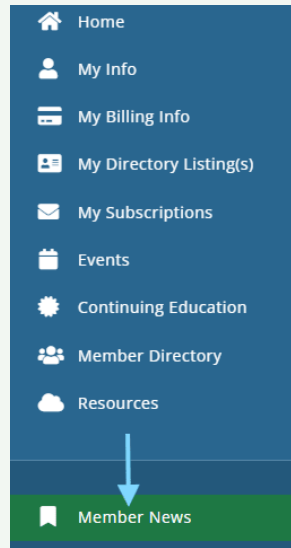 Home
My Info
My Billing Info
My Directory Listing(s)
My Subscriptions
Events
Continuing Education
Member Directory
Resources
Member News